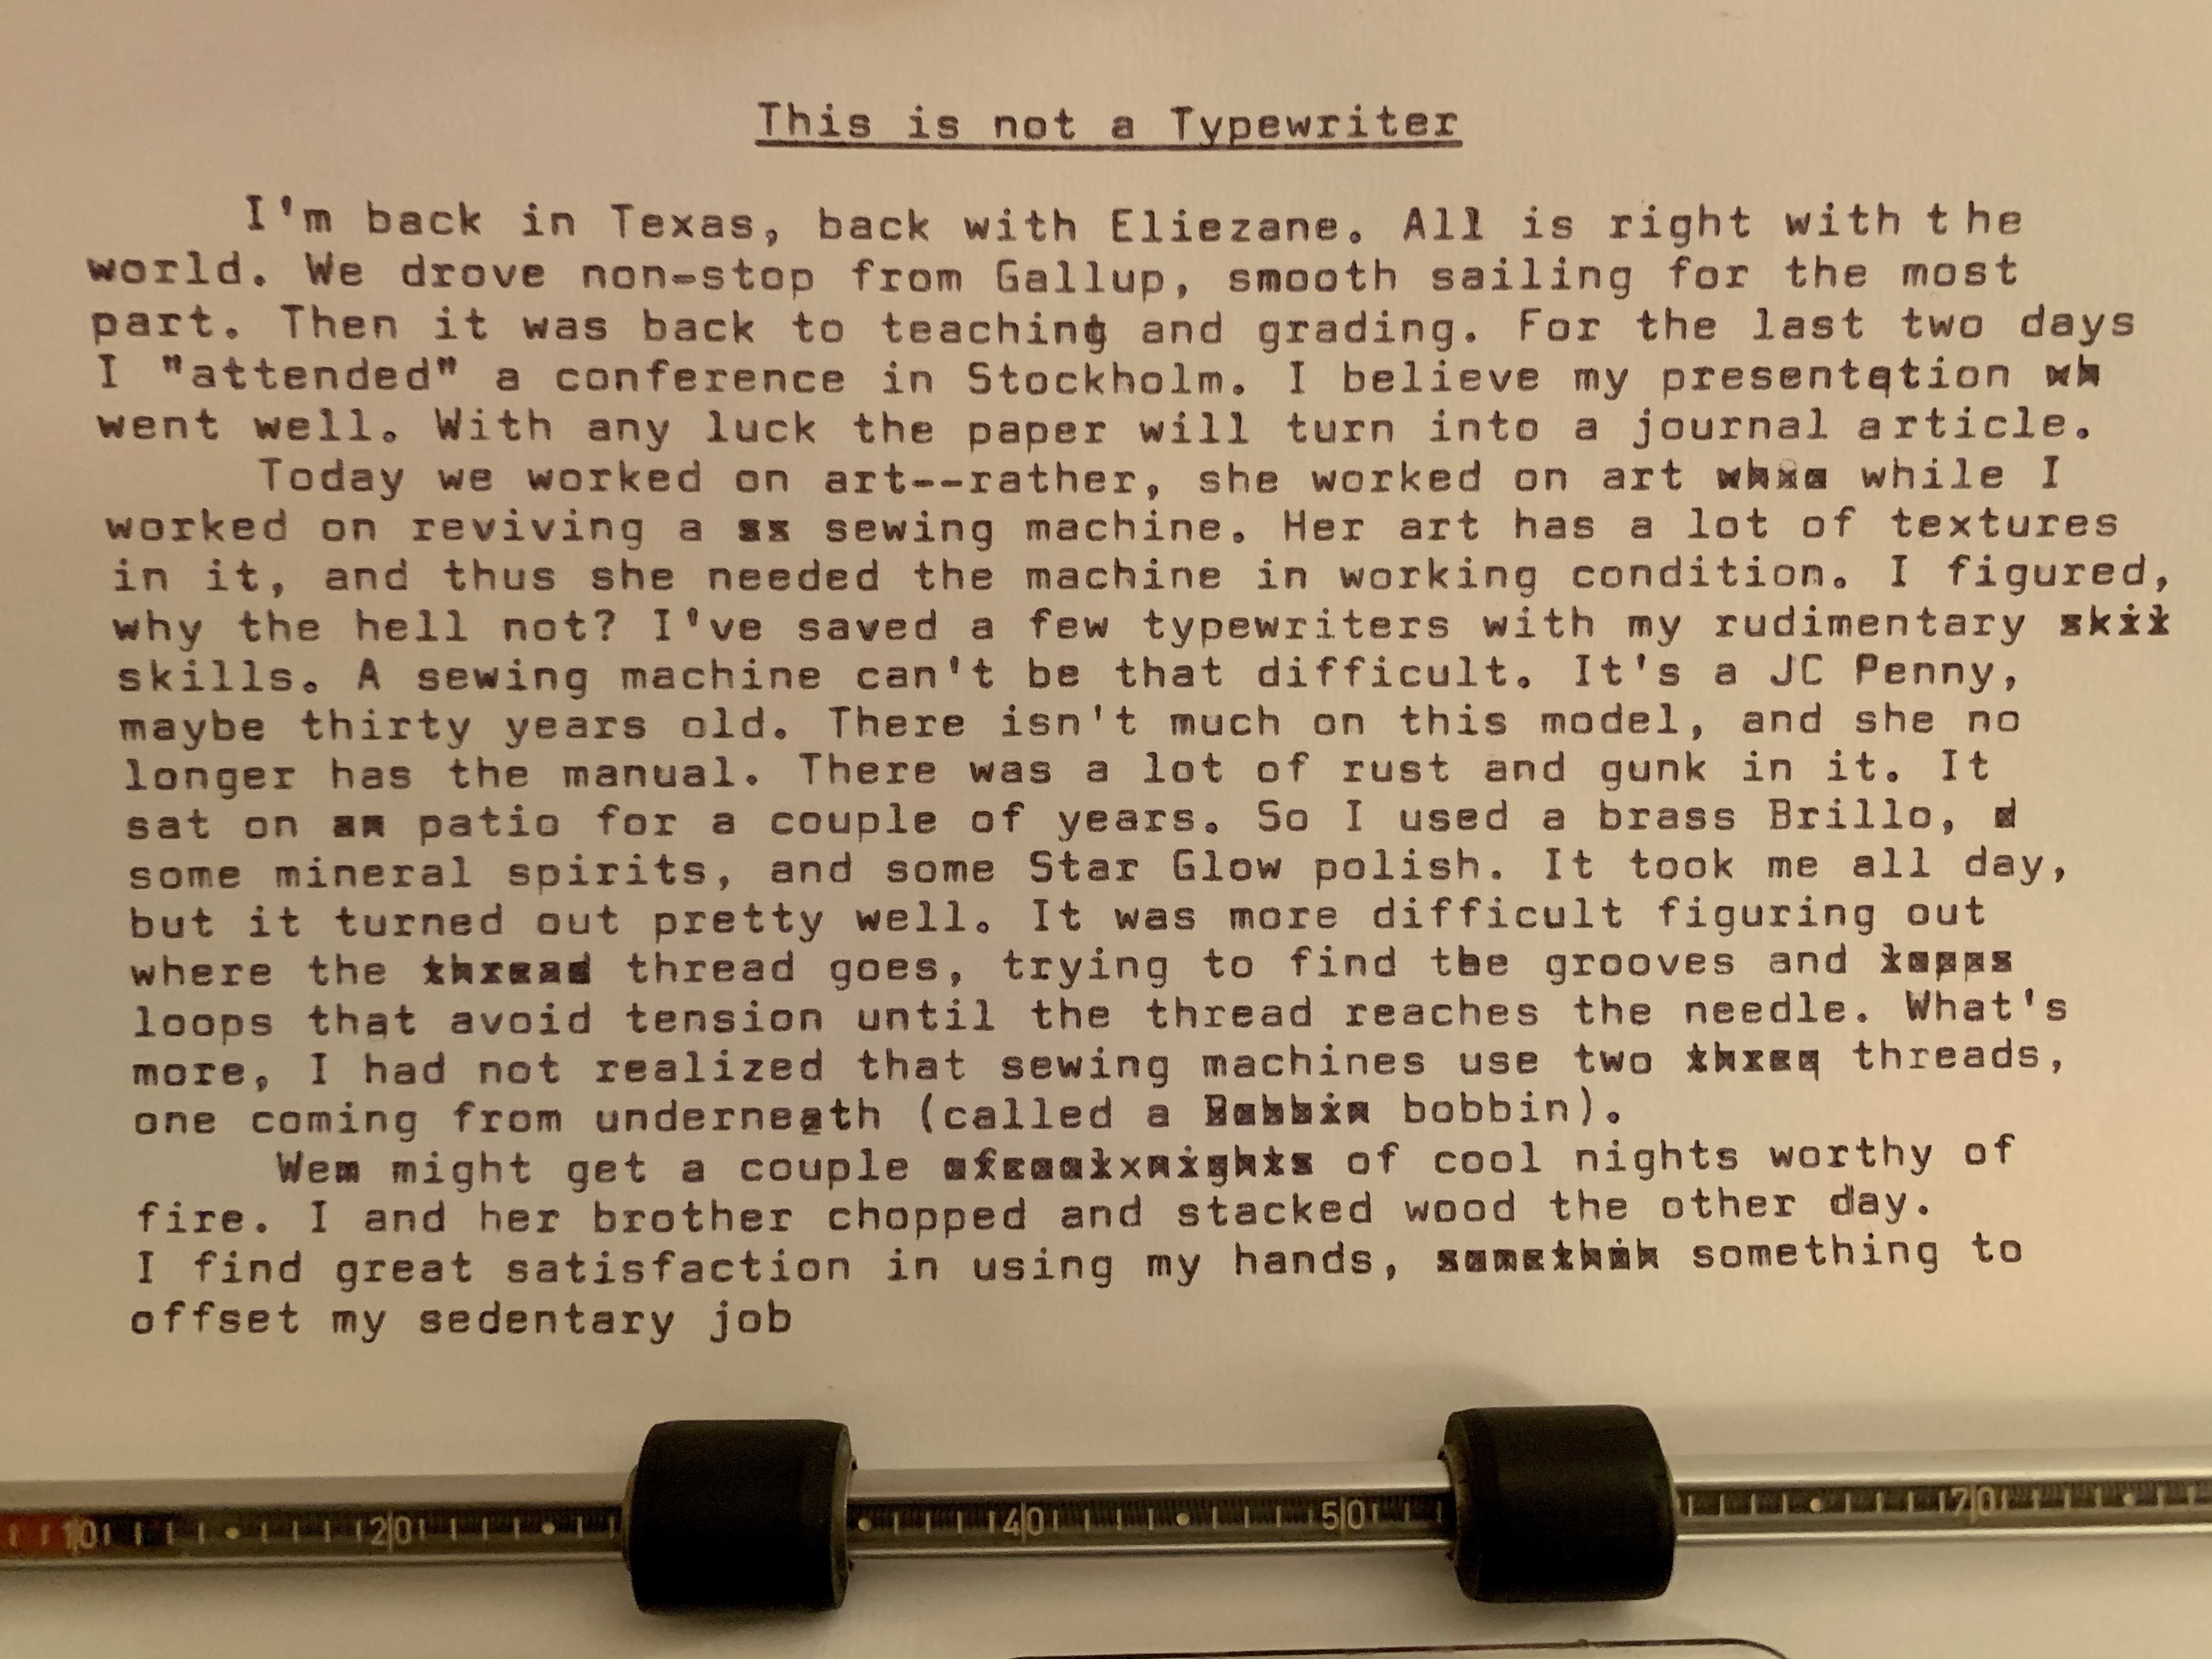 This is not a Typewriter
I'm back in Texas, back with Eliezane. All is right with the
world. We drove non-stop from Gallup, smooth sailing for the most
part. Then it was back to teaching and grading. For the last two days
I "attended" a conference in Stockholm. I believe my presentation
went well. With any luck the paper will turn into a journal article.
Today we worked on art--rather, she worked on art while I
worked on reviving a sewing machine. Her art has a lot of textures
in it, and thus she needed the machine in working condition. I figured,
why the hell not? I've saved a few typewriters with my rudimentary
skills. A sewing machine can't be that difficult. It's a JC Penny,
maybe thirty years old. There isn't much on this model, and she no
longer has the manual. There was a lot of rust and gunk in it. It
sat on patio for a couple of years. So I used a brass Brillo,
some mineral spirits, and some Star Glow polish. It took me all day,
but it turned out pretty well. It was more difficult figuring out
where the thread goes, trying to find the grooves and
loops that avoid tension until the thread reaches the needle. What's
more, I had not realized that sewing machines use two threads,
one coming from underneath (called a bobbin).
We might get a couple of cool nights worthy of
fire. I and her brother chopped and stacked wood the other day.
I find great satisfaction in using my hands, something to
offset my sedentary job
10 20 40 50 70